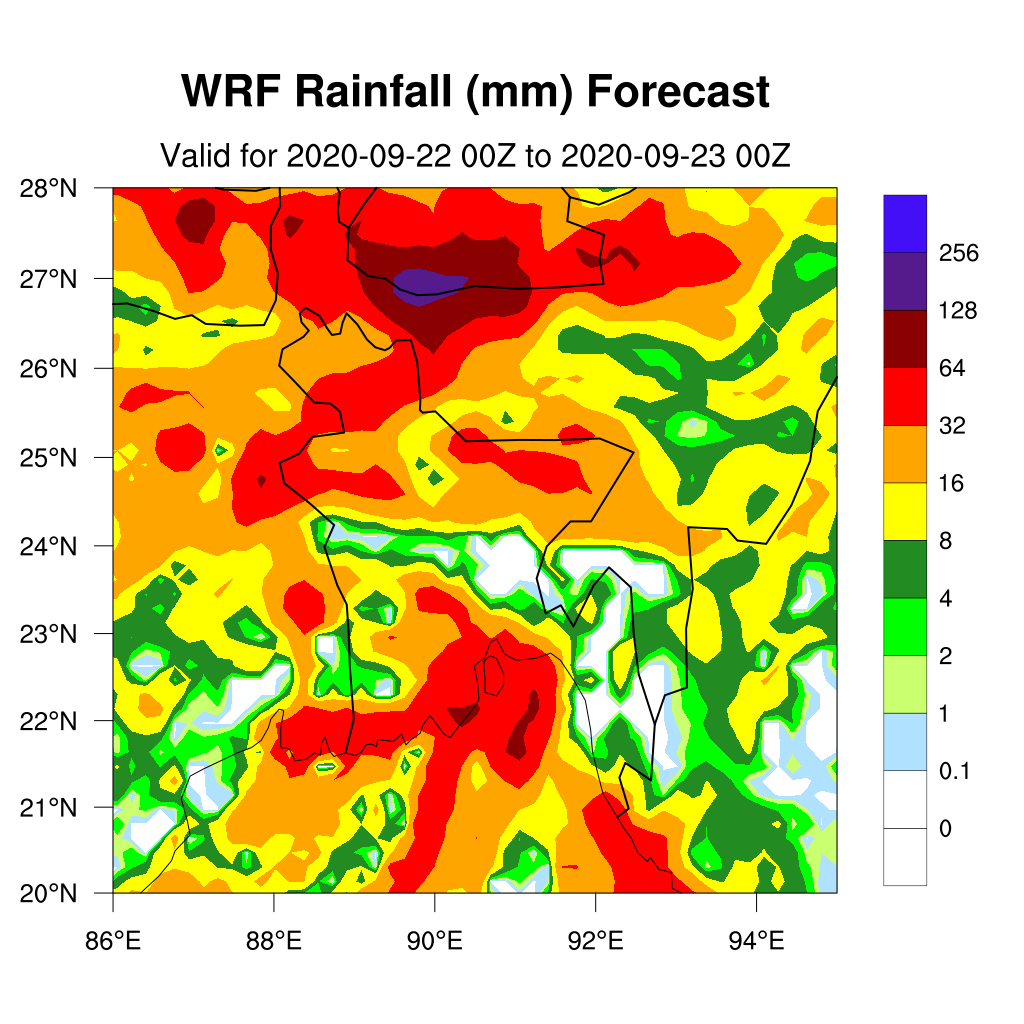 WRF Rainfall (mm) Forecast
Valid for 2020-09-22 00Z to 2020-09-23 00Z
28°N
27°N
26°N
25°N
24°N
23°N
22°N
21°N
20°N
86°E
88°E
90°E
92°E
94°E
256
128
64
32
16
8
4
2
1
0.1
0